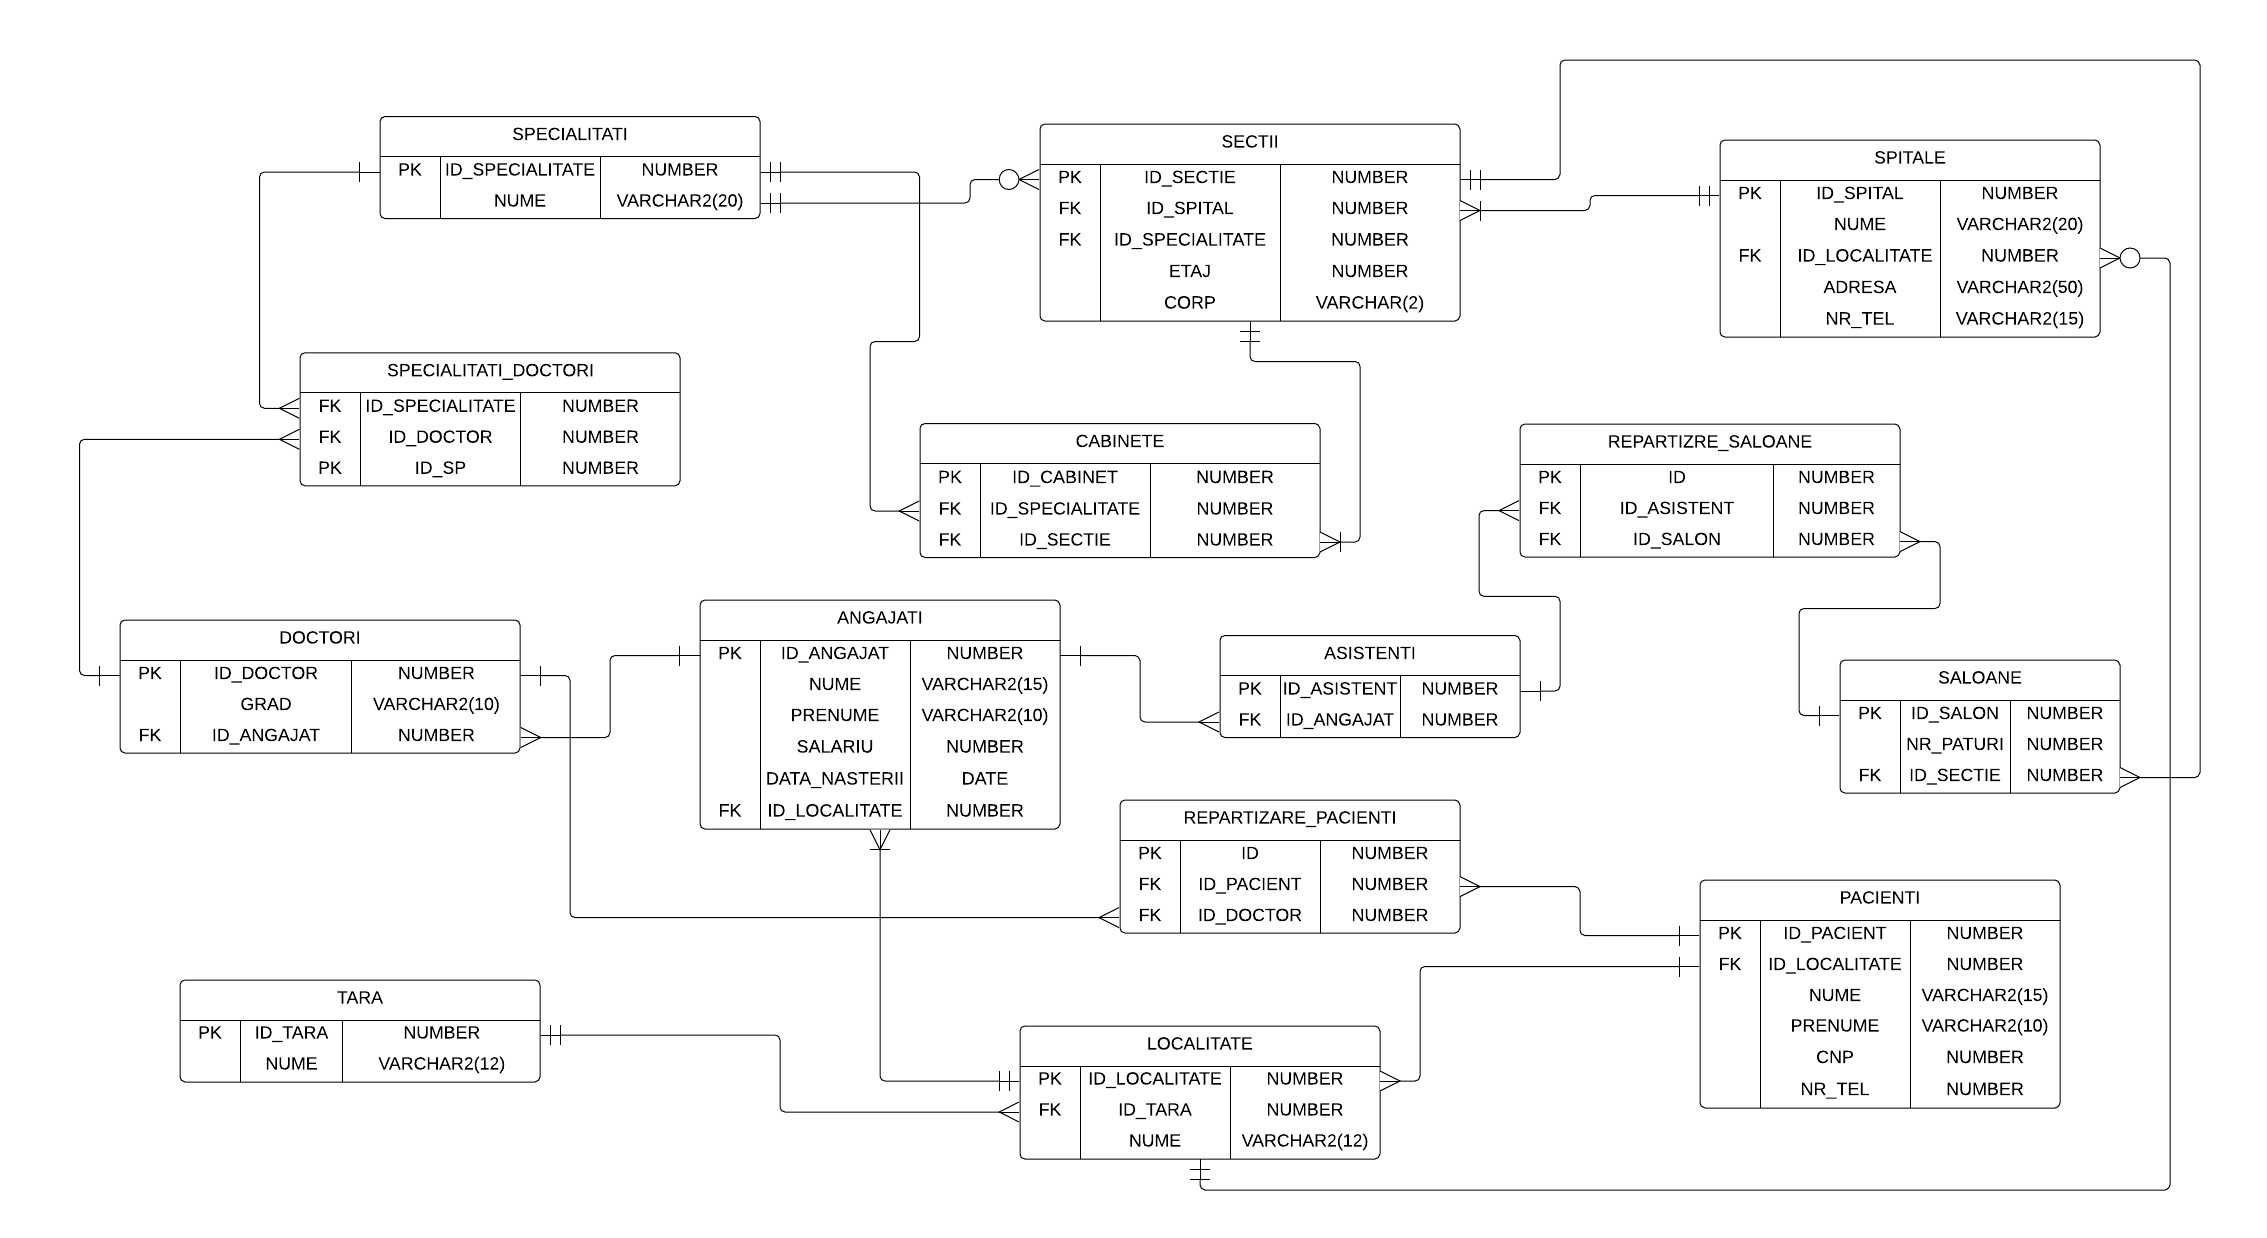 SPECIALITATI
PK ID_SPECIALITATE NUMBER
NUME VARCHAR2(20)
SECTII
PK ID_SECTIE NUMBER
FK ID_SPITAL NUMBER
FK ID_SPECIALITATE NUMBER
ETAJ NUMBER
CORP VARCHAR(2)
SPITALE
PK ID_SPITAL NUMBER
NUME VARCHAR2(20)
FK ID_LOCALITATE NUMBER
ADRESA VARCHAR2(50)
NR_TEL VARCHAR2(15)
SPECIALITATI_DOCTORI
FK ID_SPECIALITATE NUMBER
FK ID_DOCTOR NUMBER
PK ID_SP NUMBER
CABINETE
PK ID_CABINET NUMBER
FK ID_SPECIALITATE NUMBER
FK ID_SECTIE NUMBER
REPARTIZRE_SALOANE
PK ID NUMBER
FK ID_ASISTENT NUMBER
FK ID_SALON NUMBER
DOCTORI
PK ID_DOCTOR NUMBER
GRAD VARCHAR2(10)
FK ID_ANGAJAT NUMBER
ANGAJATI
PK ID_ANGAJAT NUMBER
NUME VARCHAR2(15)
PRENUME VARCHAR2(10)
SALARIU NUMBER
DATA_NASTERII DATE
FK ID_LOCALITATE NUMBER
ASISTENTI
PK ID_ASISTENT NUMBER
FK ID_ANGAJAT NUMBER
SALOANE
PK ID_SALON NUMBER
NR_PATURI NUMBER
FK ID_SECTIE NUMBER
REPARTIZARE_PACIENTI
PK ID NUMBER
FK ID_PACIENT NUMBER
FK ID_DOCTOR NUMBER
PACIENTI
PK ID_PACIENT NUMBER
FK ID_LOCALITATE NUMBER
NUME VARCHAR2(15)
PRENUME VARCHAR2(10)
CNP NUMBER
NR_TEL NUMBER
TARA
PK ID_TARA NUMBER
NUME VARCHAR2(12)
LOCALITATE
PK ID_LOCALITATE NUMBER
FK ID_TARA NUMBER
NUME VARCHAR2(12)